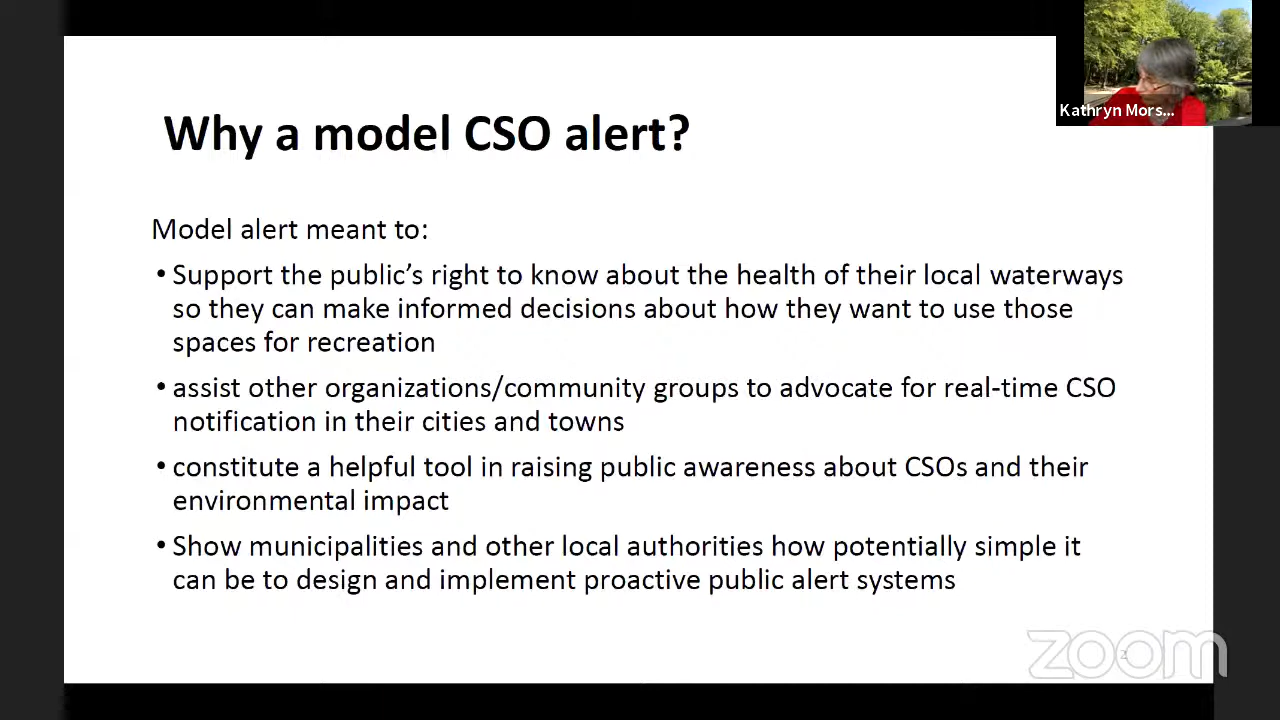 Kathryn Mors...
Why a model CSO alert?
Model alert meant to:
• Support the public’s right to know about the health of their local waterways
so they can make informed decisions about how they want to use those
spaces for recreation
• assist other organizations/community groups to advocate for real-time CSO
notification in their cities and towns
• constitute a helpful tool in raising public awareness about CSOs and their
environmental impact
• Show municipalities and other local authorities how potentially simple it
can be to design and implement proactive public alert systems
2
zoom